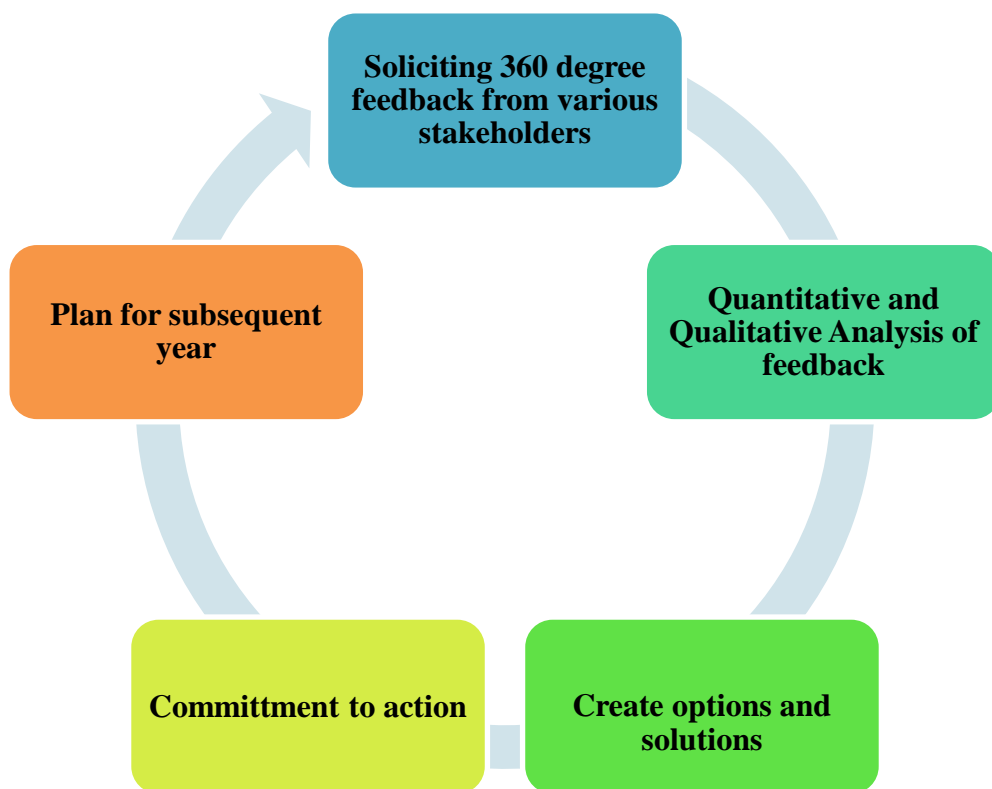 Soliciting 360 degree
feedback from various
stakeholders
Quantitative and
Qualitative Analysis of
feedback
Create options and
solutions
Committment to action
Plan for subsequent
year